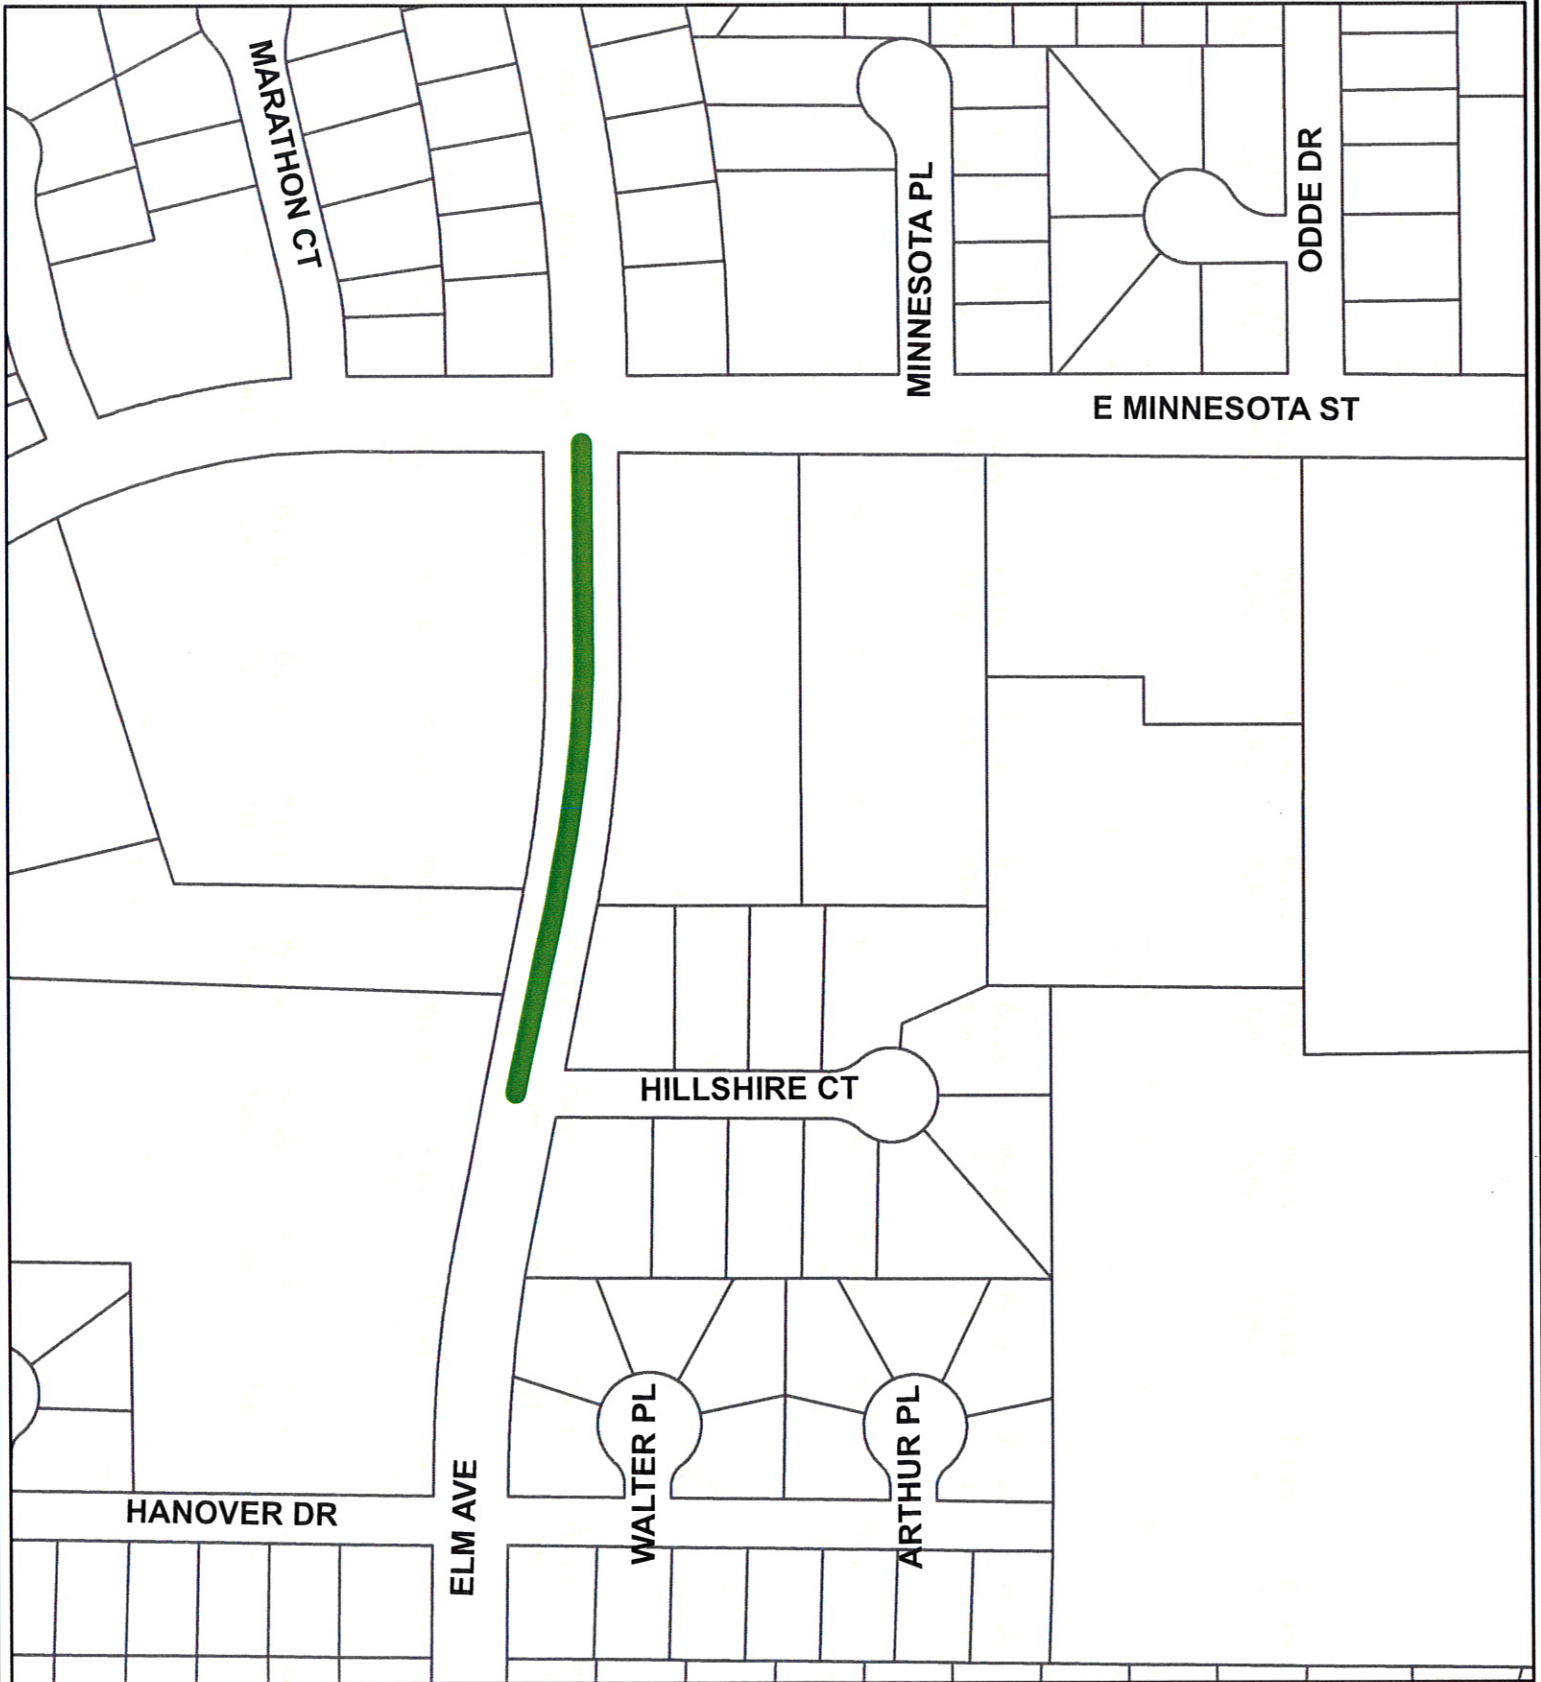 MARATHON CT
MINNESOTA PL
ODDE DR
E MINNESOTA ST
HILLSHIRE CT
WALTER PL
ARTHUR PL
HANOVER DR
ELM AVE